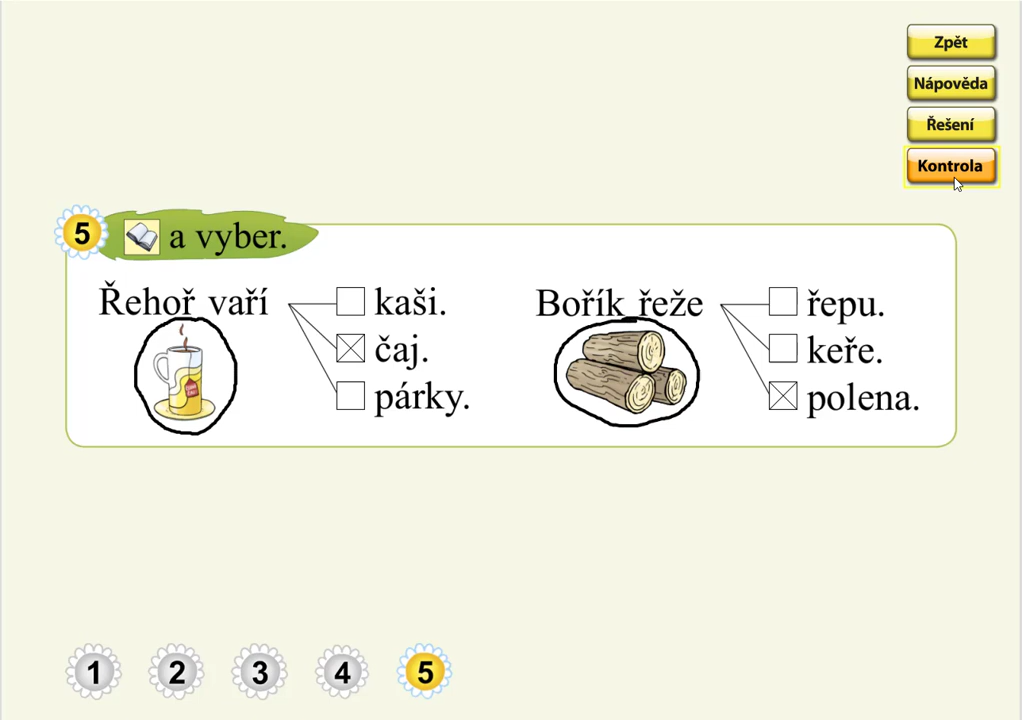 Zpět
Nápověda
Řešení
Kontrola
5 a vyber.
Řehoř vaří
kaši.
čaj.
párky.
Bořík řeže
řepu.
keře.
polena.
1 2 3 4 5